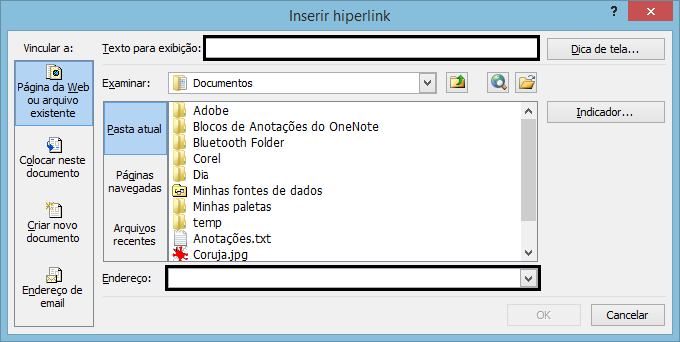 Inserir hiperlink
?
Vincular a:
Texto para exibição:
Dica de tela...
Página da Web
ou arquivo
existente
Examinar:
Documentos
Pasta atual
Adobe
Indicador...
Blocos de Anotações do OneNote
Bluetooth Folder
Colocar neste
documento
Corel
Páginas
navegadas
Dia
Minhas fontes de dados
Minhas paletas
Criar novo
documento
Arquivos
recentes
temp
Anotações.txt
Coruja.jpg
Endereço de
email
Endereço:
OK
Cancelar